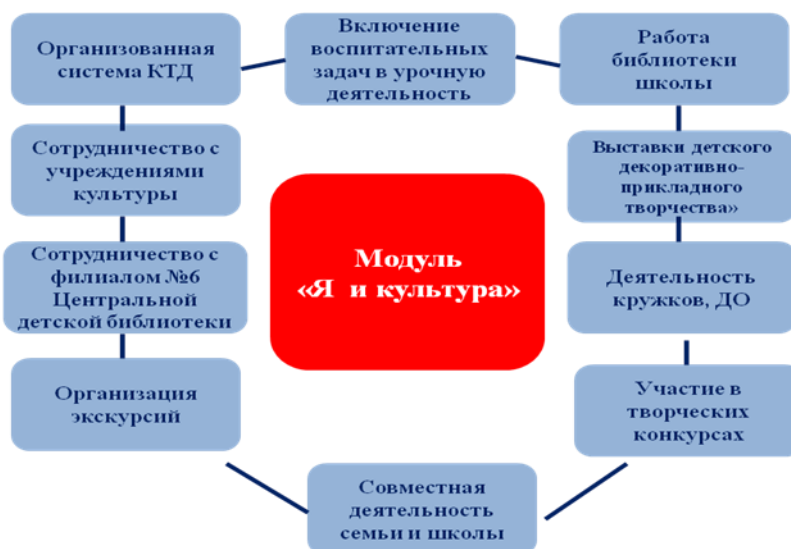 Организованная
система КТД
Включение
воспитательных
задач в урочную
деятельность
Работа
библиотеки
школы
Сотрудничество с
учреждениями
культуры
Выставки детского
декоративно-
прикладного
творчества»
Модуль
«Я и культура»
Сотрудничество с
филиалом №6
Центральной
детской библиотеки
Деятельность
кружков, ДО
Организация
экскурсий
Участие в
творческих
конкурсах
Совместная
деятельность
семьи и школы